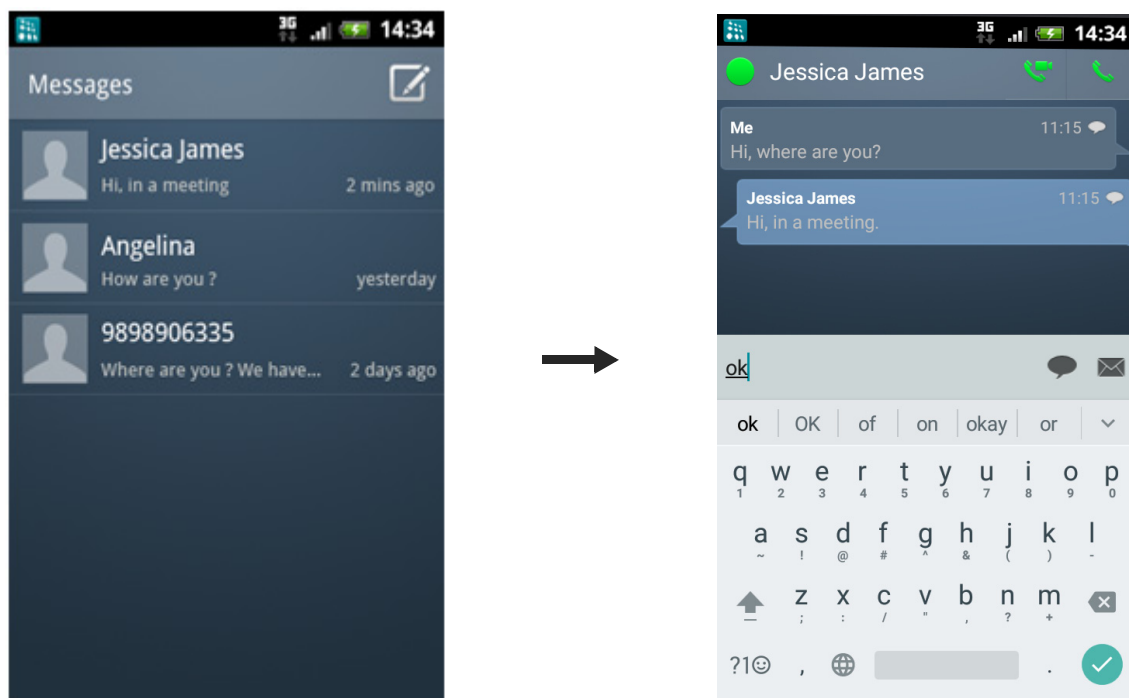 3G 14:34
Messages
Jessica James
Hi, in a meeting 2 mins ago
Angelina
How are you ? yesterday
9898906335
Where are you ? We have... 2 days ago
3G 14:34
Jessica James
Me 11:15
Hi, where are you?
Jessica James 11:15
Hi, in a meeting.
ok
ok OK of on okay or
q w e r t y u i o p
1 2 3 4 5 6 7 8 9 0
a s d f g h j k l
~ ! @ # ^ & ( ) -
z x c v b n m
; : / " , ? +
?1☺ , .